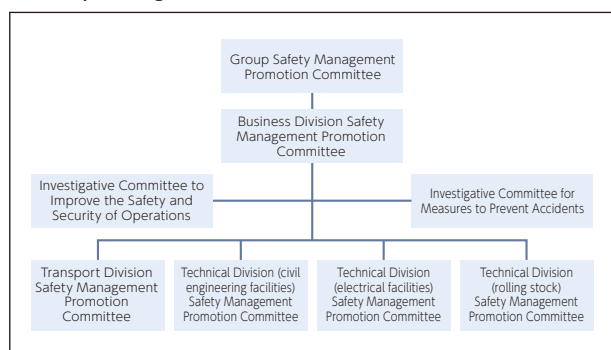 Group Safety Management
Promotion Committee
Business Division Safety
Management Promotion
Committee
Investigative Committee to
Improve the Safety and
Security of Operations
Investigative Committee for
Measures to Prevent Accidents
Transport Division
Safety Management
Promotion
Committee
Technical Division (civil
engineering facilities)
Safety Management
Promotion Committee
Technical Division
(electrical facilities)
Safety Management
Promotion Committee
Technical Division
(rolling stock)
Safety Management
Promotion Committee